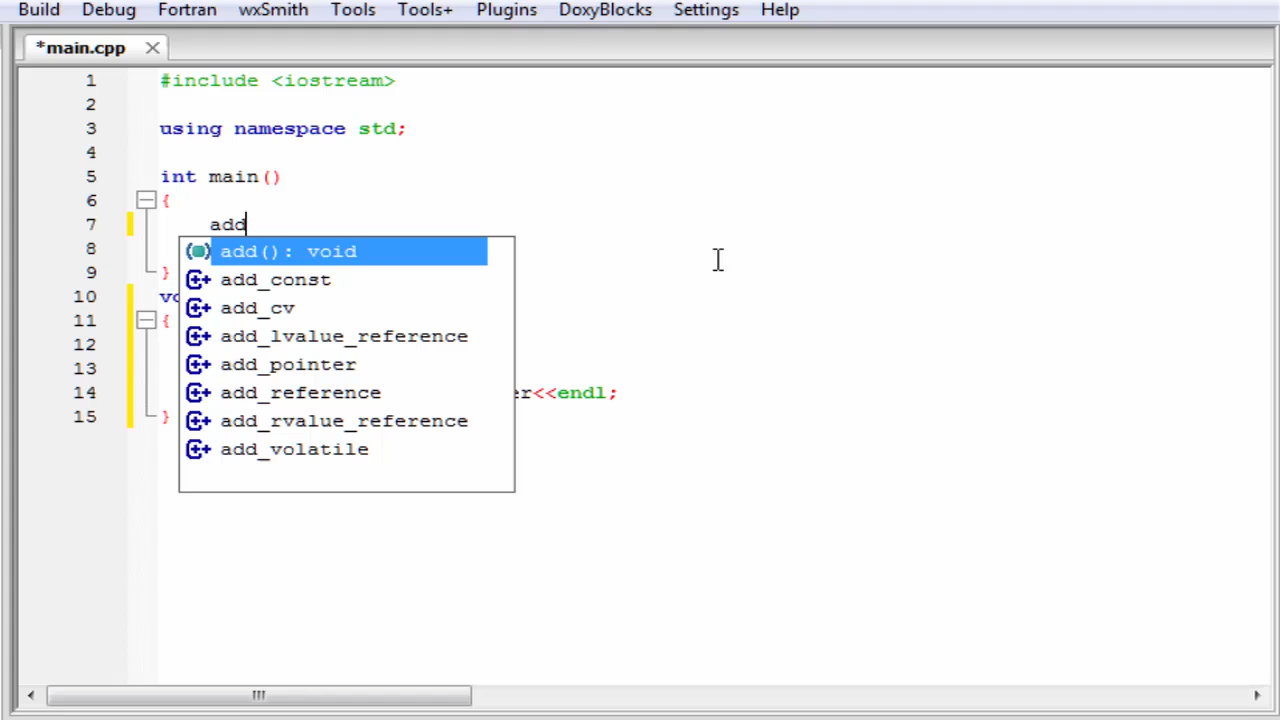 Build Debug Fortran wxSmith Tools Tools+ Plugins DoxyBlocks Settings Help
*main.cpp
1 #include <iostream>
2
3 using namespace std;
4
5 int main()
6 {
7 add
8 add(): void
add_const
9 }
add_cv
10
11 {
add_lvalue_reference
12
13 add_pointer
14 add_reference er<<endl;
15 }
add_rvalue_reference
add_volatile